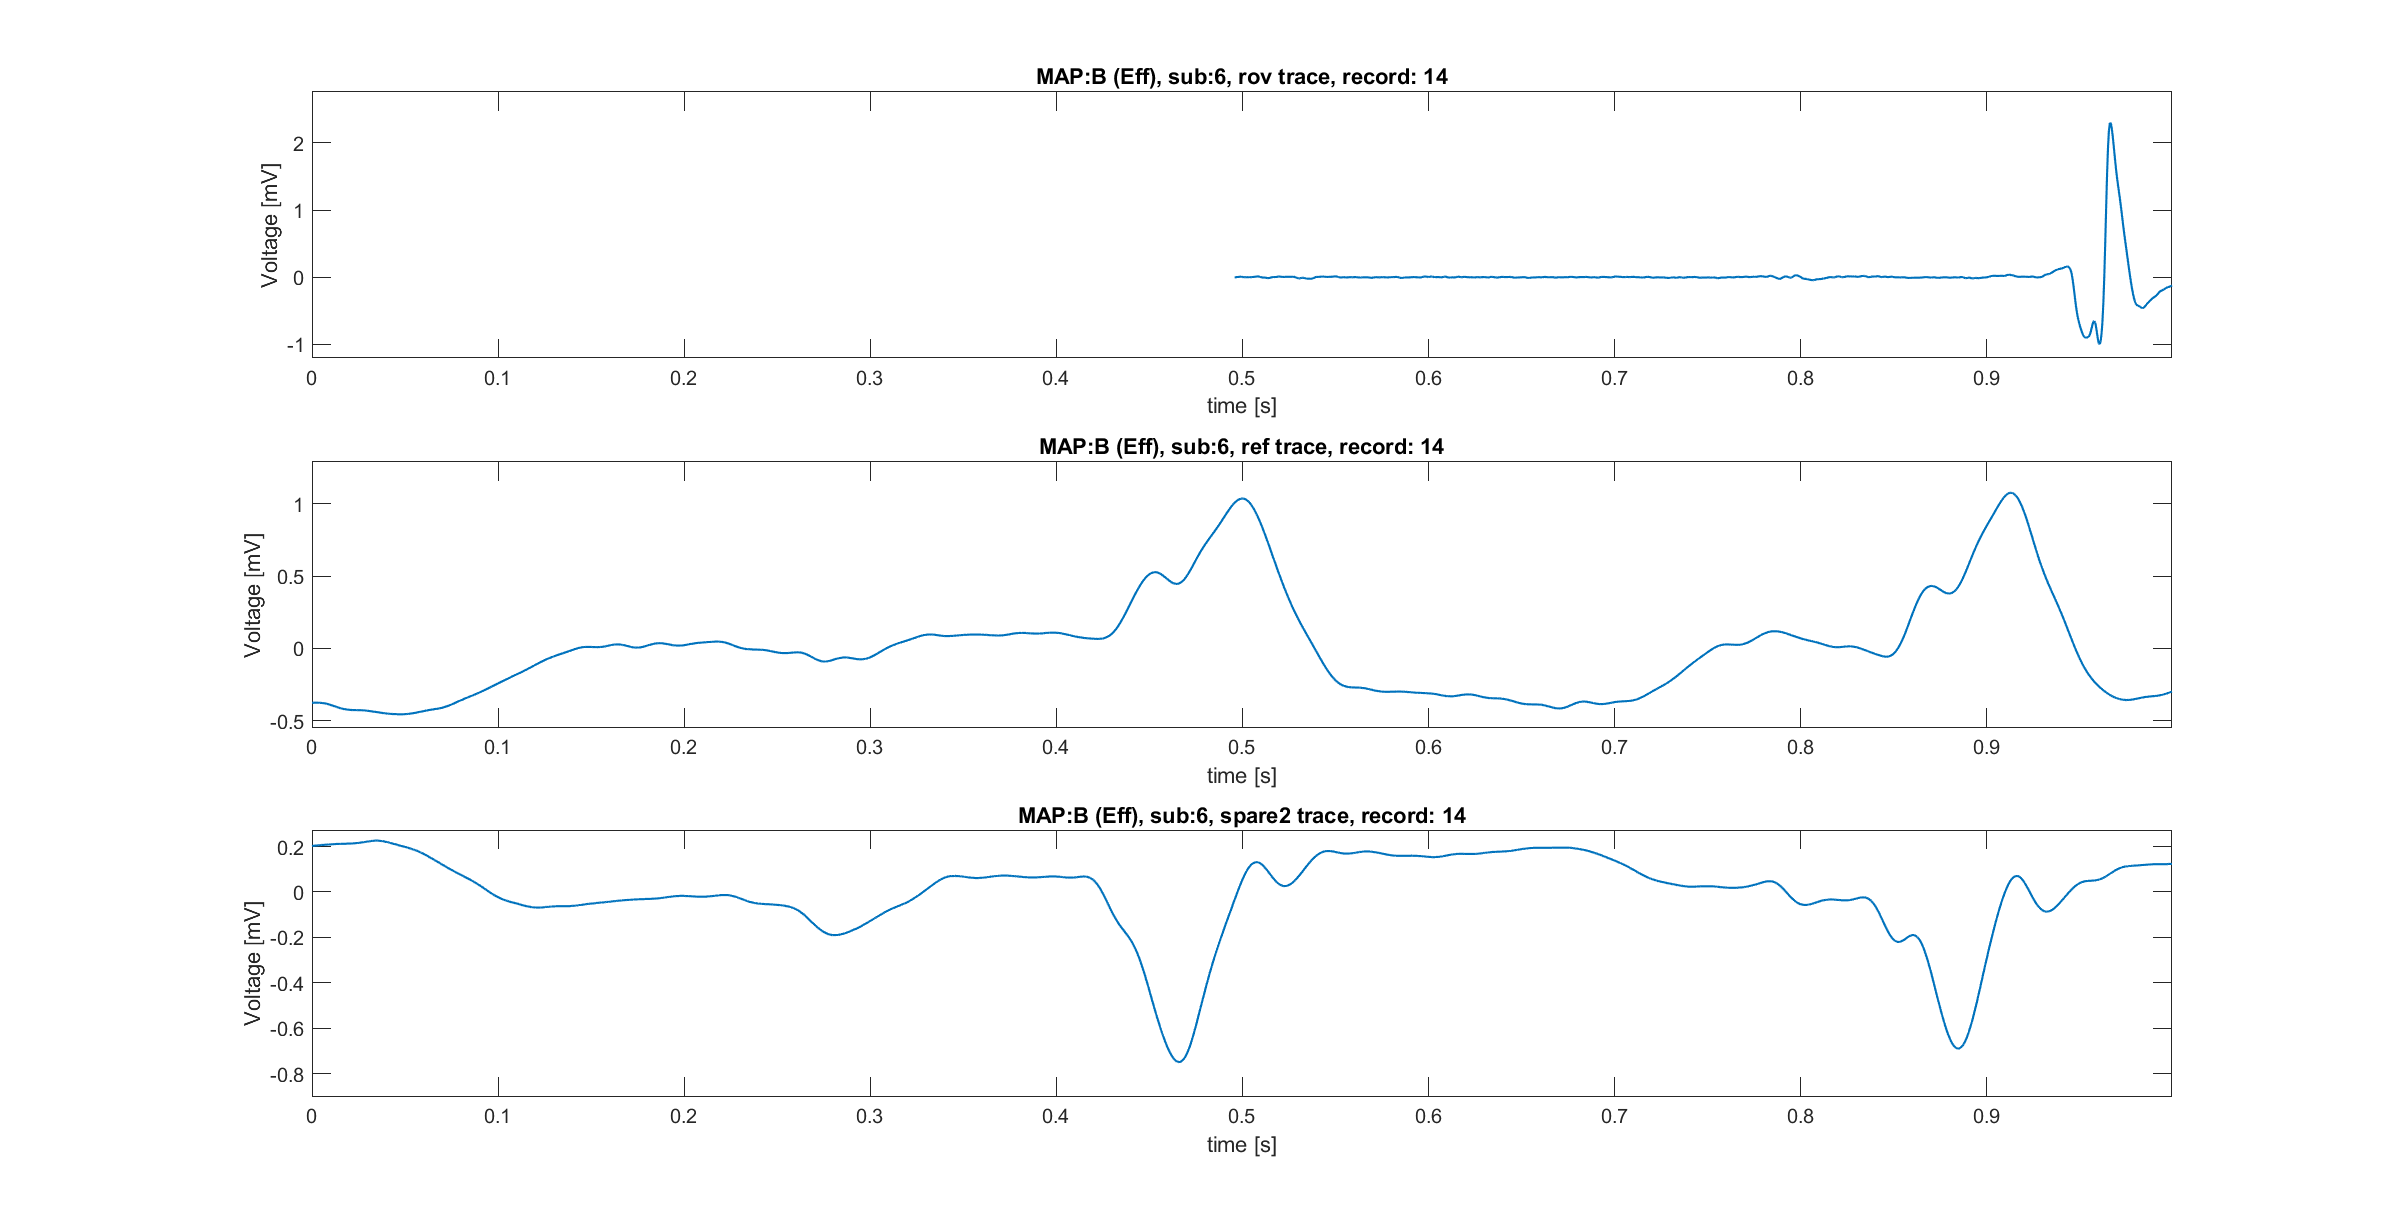 MAP:B (Eff), sub:6, rov trace, record: 14
Voltage [mV]
2
1
0
-1
0 0.1 0.2 0.3 0.4 0.5 0.6 0.7 0.8 0.9
time [s]
MAP:B (Eff), sub:6, ref trace, record: 14
Voltage [mV]
1
0.5
0
-0.5
0 0.1 0.2 0.3 0.4 0.5 0.6 0.7 0.8 0.9
time [s]
MAP:B (Eff), sub:6, spare2 trace, record: 14
Voltage [mV]
0.2
0
-0.2
-0.4
-0.6
-0.8
0 0.1 0.2 0.3 0.4 0.5 0.6 0.7 0.8 0.9
time [s]